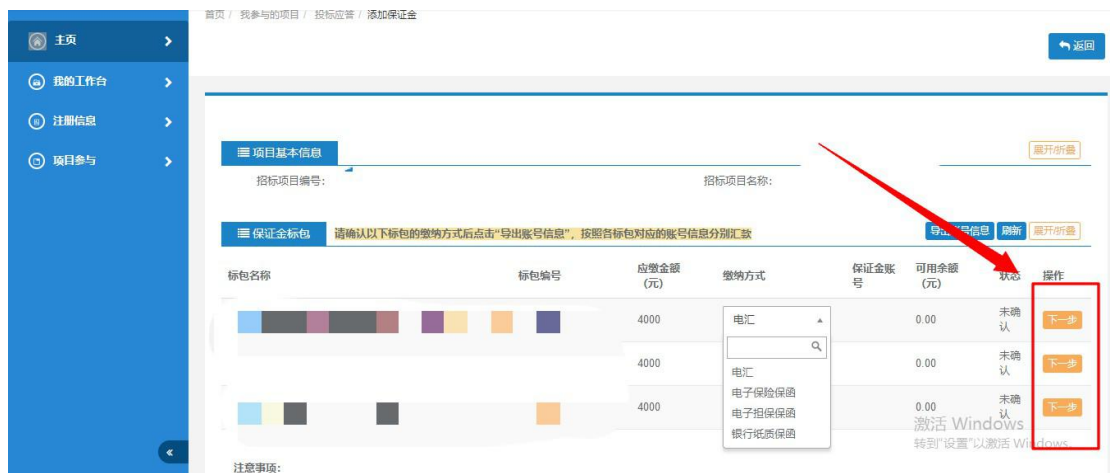 首页 / 我参与的项目 / 投标应答 / 添加保证金
主页
返回
我的工作台
注册信息
项目参与
项目基本信息
展开/折叠
招标项目编号:
招标项目名称:
保证金标包
请确认以下标包的缴纳方式后点击“导出账号信息”，按照各标包对应的账号信息分别汇款
导出账号信息
刷新
展开/折叠
标包名称
标包编号
应缴金额
(元)
缴纳方式
保证金账
号
可用余额
(元)
状态
操作
4000
电汇
0.00
未确
认
下一步
4000
0.00
未确
认
下一步
电汇
电子保险保函
电子担保保函
银行纸质保函
4000
0.00
未确
认
下一步
激活 Windows
转到"设置"以激活 Windows。
注意事项: